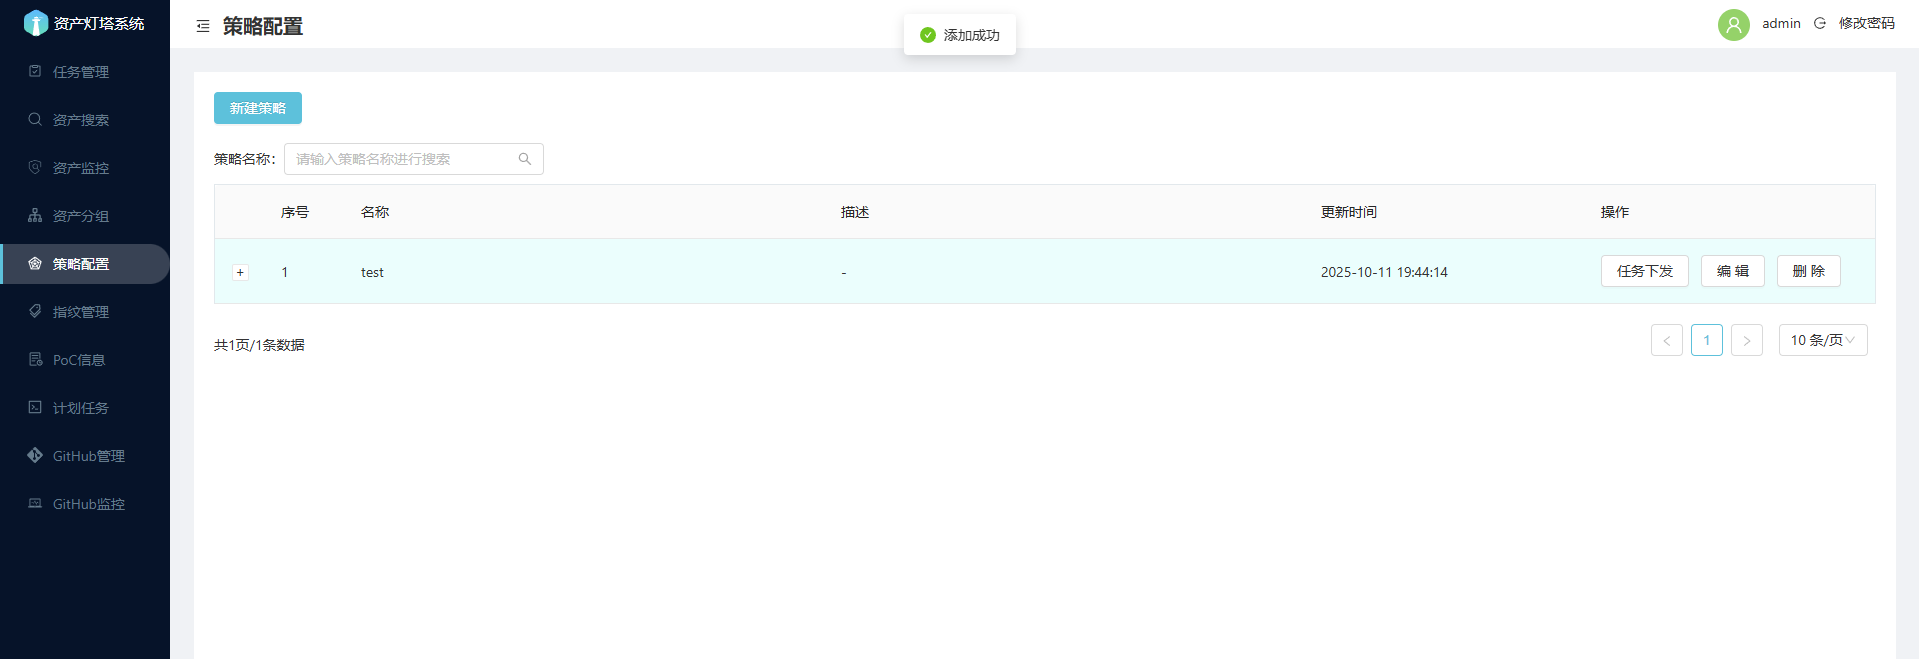 资产灯塔系统
策略配置
添加成功
admin
修改密码
任务管理
资产搜索
资产监控
资产分组
策略配置
指纹管理
PoC信息
计划任务
GitHub管理
GitHub监控
新建策略
策略名称:
请输入策略名称进行搜索
序号 名称 描述 更新时间 操作
+ 1 test - 2025-10-11 19:44:14 任务下发 编 辑 删 除
共1页/1条数据
< 1 > 10 条/页